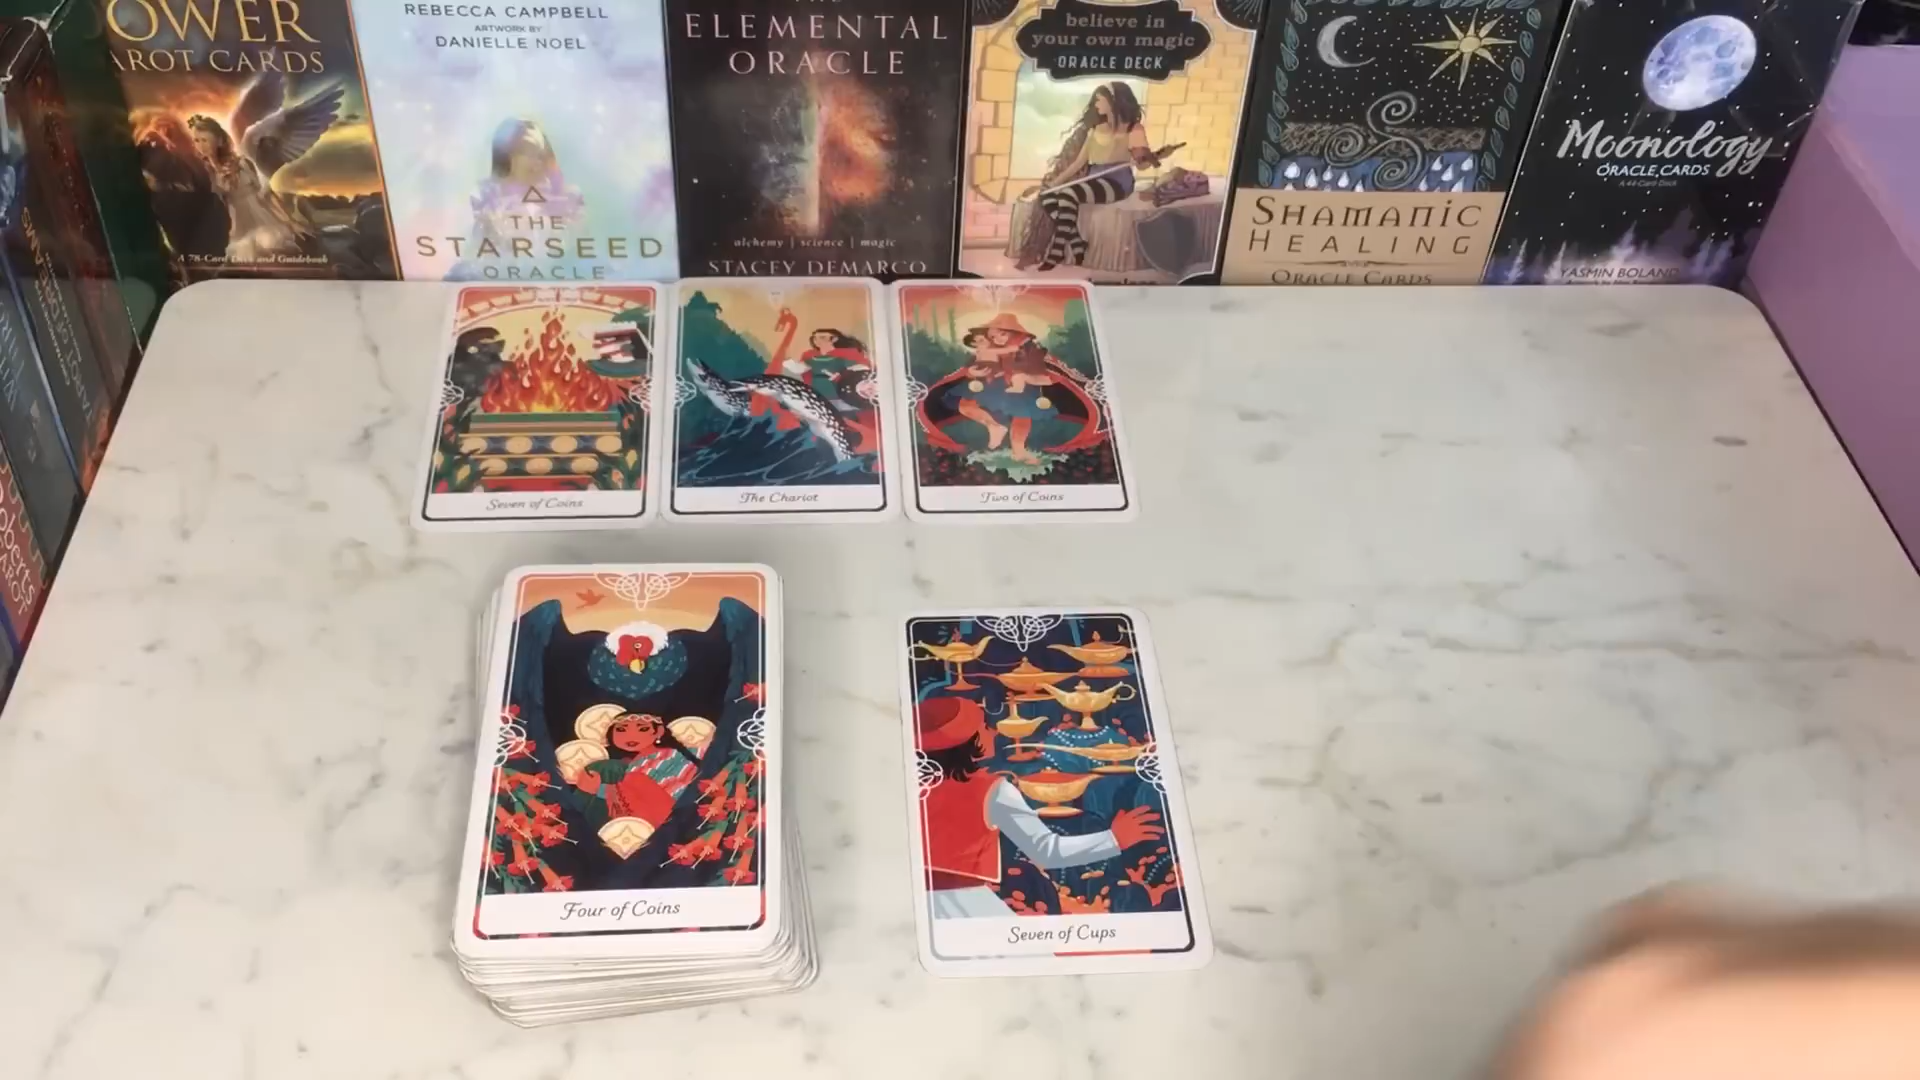 OWER
AROT CARDS
A 78-Card Deck and Guidebook
REBECCA CAMPBELL
ARTWORK BY
DANIELLE NOEL
THE
STARSEED
ORACLE
ELEMENTAL
ORACLE
alchemy | science | magic
STACEY DEMARCO
believe in
your own magic
ORACLE DECK
SHAMANIC
HEALING
ORACLE CARDS
Moonology
ORACLE CARDS
A 44-Card Deck
YASMIN BOLAND
Seven of Coins
The Chariot
Two of Coins
Four of Coins
Seven of Cups